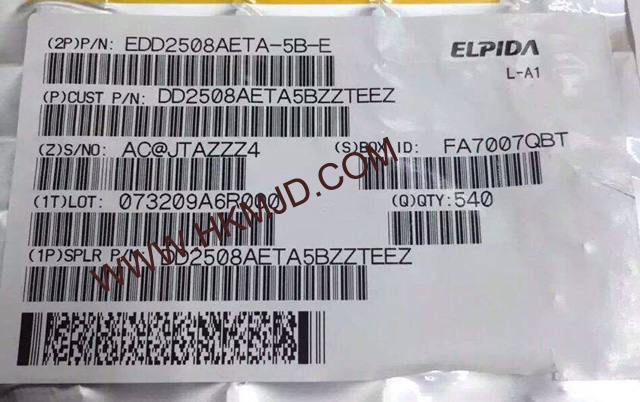 (2P)P/N: EDD2508AETA-5B-E
ELPIDA
L-A1
(P)CUST P/N: DD2508AETA5BZZTEEZ
(Z)S/NO: AC@JTAZZZ4
(S)BOX ID: FA7007QBT
(1T)LOT: 073209A6R000
(Q)QTY:540
(1P)SPLR P/N: DD2508AETA5BZZTEEZ
WWW.HKMJD.COM